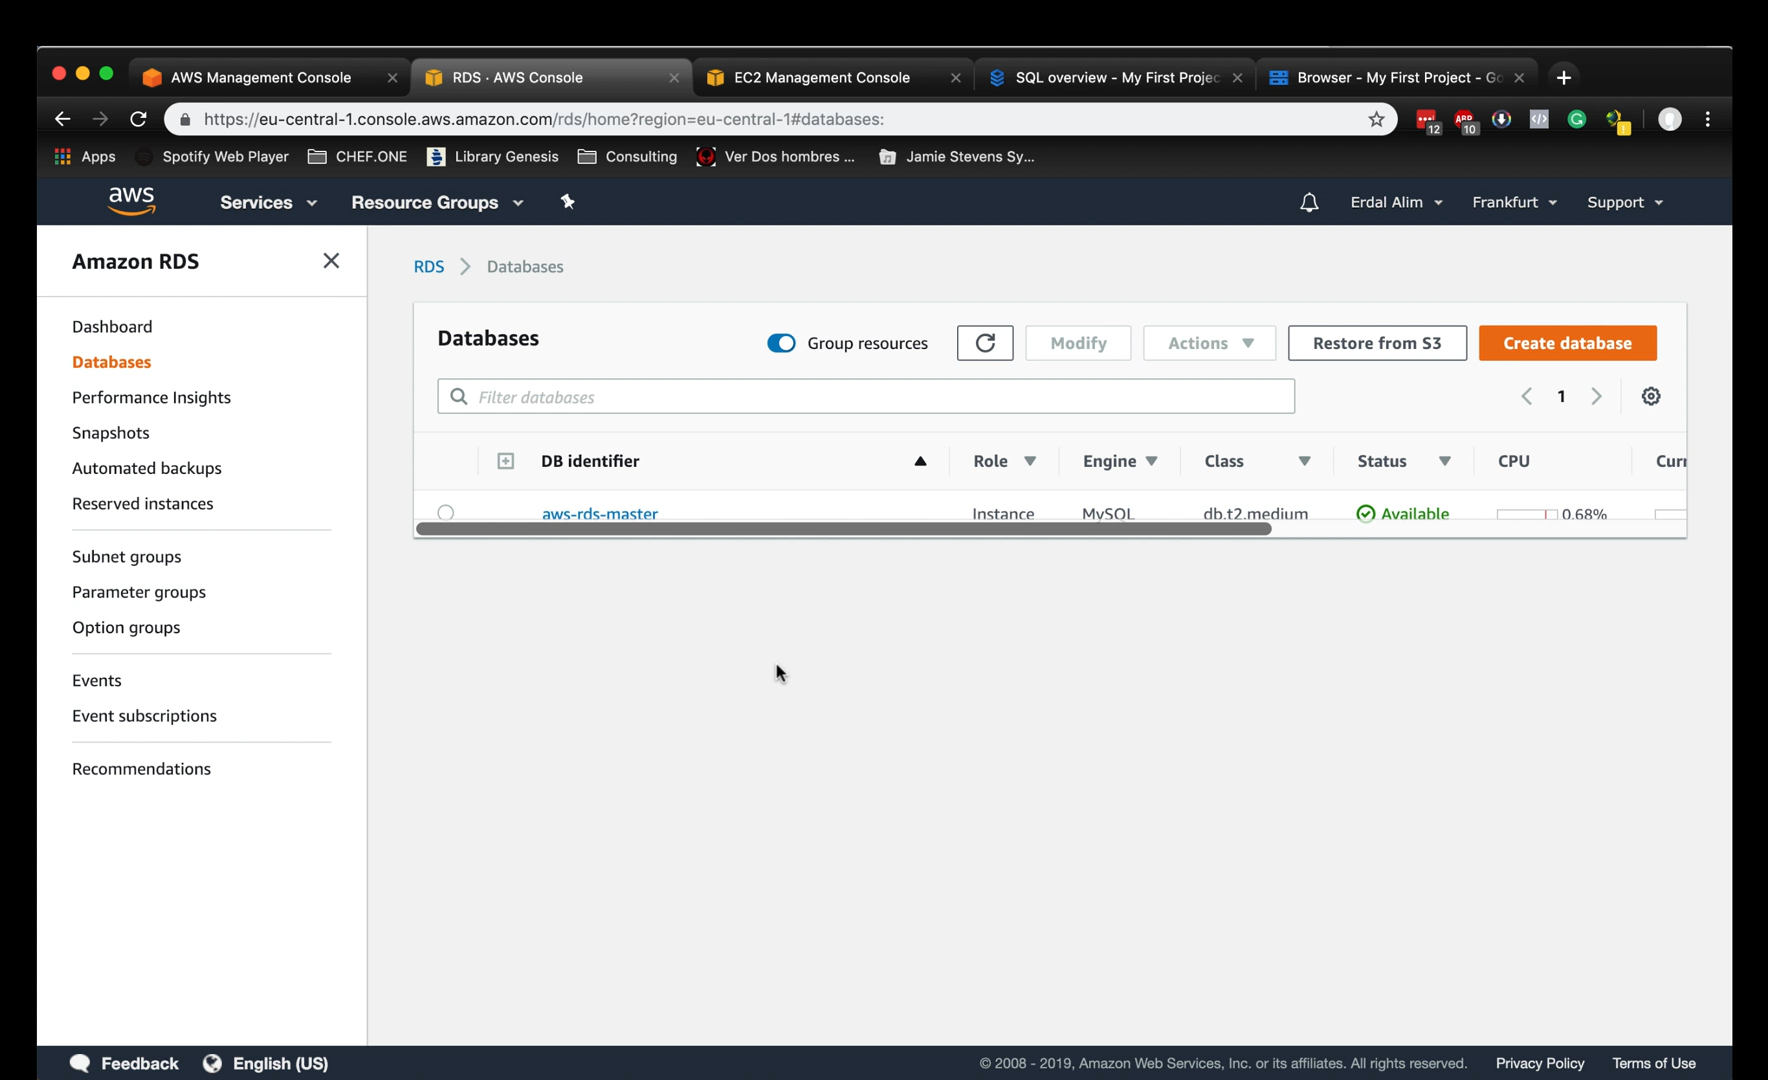 AWS Management Console
RDS · AWS Console
EC2 Management Console
SQL overview - My First Projec
Browser - My First Project - Go
https://eu-central-1.console.aws.amazon.com/rds/home?region=eu-central-1#databases:
12
ABP
10
Apps
Spotify Web Player
CHEF.ONE
Library Genesis
Consulting
Ver Dos hombres ...
Jamie Stevens Sy...
aws
Services
Resource Groups
Erdal Alim
Frankfurt
Support
Amazon RDS
Dashboard
Databases
Performance Insights
Snapshots
Automated backups
Reserved instances
Subnet groups
Parameter groups
Option groups
Events
Event subscriptions
Recommendations
RDS
Databases
Databases
Group resources
Modify
Actions
Restore from S3
Create database
Filter databases
1
DB identifier
Role
Engine
Class
Status
CPU
Curr
aws-rds-master
Instance
MySQL
db.t2.medium
Available
0.68%
Feedback
English (US)
© 2008 - 2019, Amazon Web Services, Inc. or its affiliates. All rights reserved.
Privacy Policy
Terms of Use